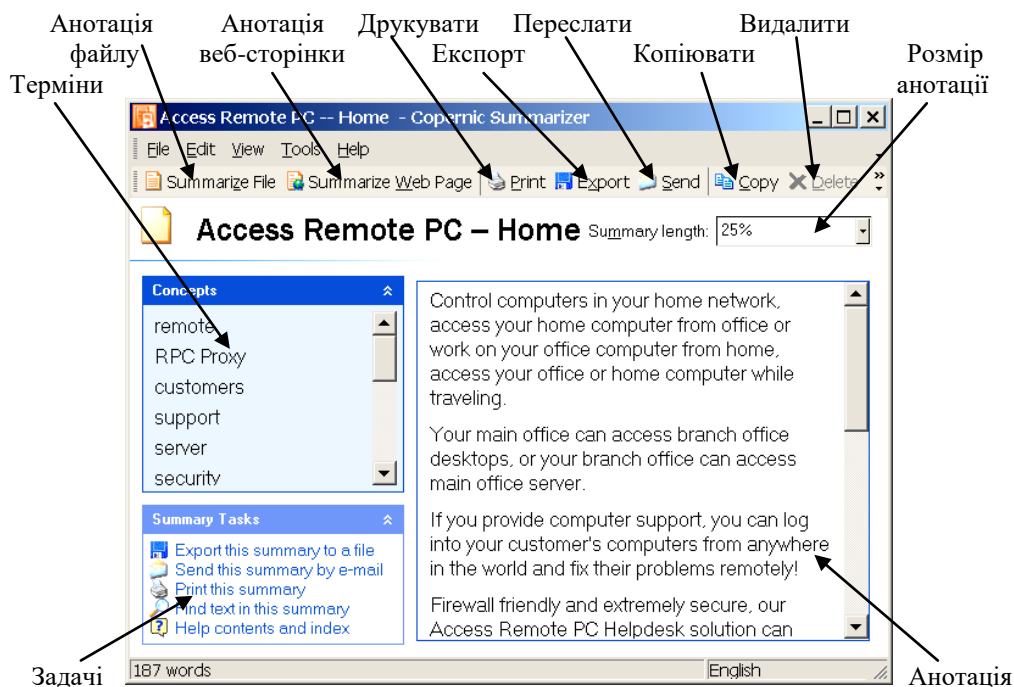 Анотація файлу
Анотація веб-сторінки
Друкувати
Експорт
Переслати
Копіювати
Видалити
Розмір анотації
Терміни
Access Remote PC -- Home - Copernic Summarizer
File Edit View Tools Help
Summarize File Summarize Web Page Print Export Send Copy Delete
Access Remote PC – Home Summary length: 25%
Concepts
remote
RPC Proxy
customers
support
server
security
Summary Tasks
Export this summary to a file
Send this summary by e-mail
Print this summary
Find text in this summary
Help contents and index
Control computers in your home network,
access your home computer from office or
work on your office computer from home,
access your office or home computer while
traveling.
Your main office can access branch office
desktops, or your branch office can access
main office server.
If you provide computer support, you can log
into your customer's computers from anywhere
in the world and fix their problems remotely!
Firewall friendly and extremely secure, our
Access Remote PC Helpdesk solution can
187 words English
Задачі
Анотація